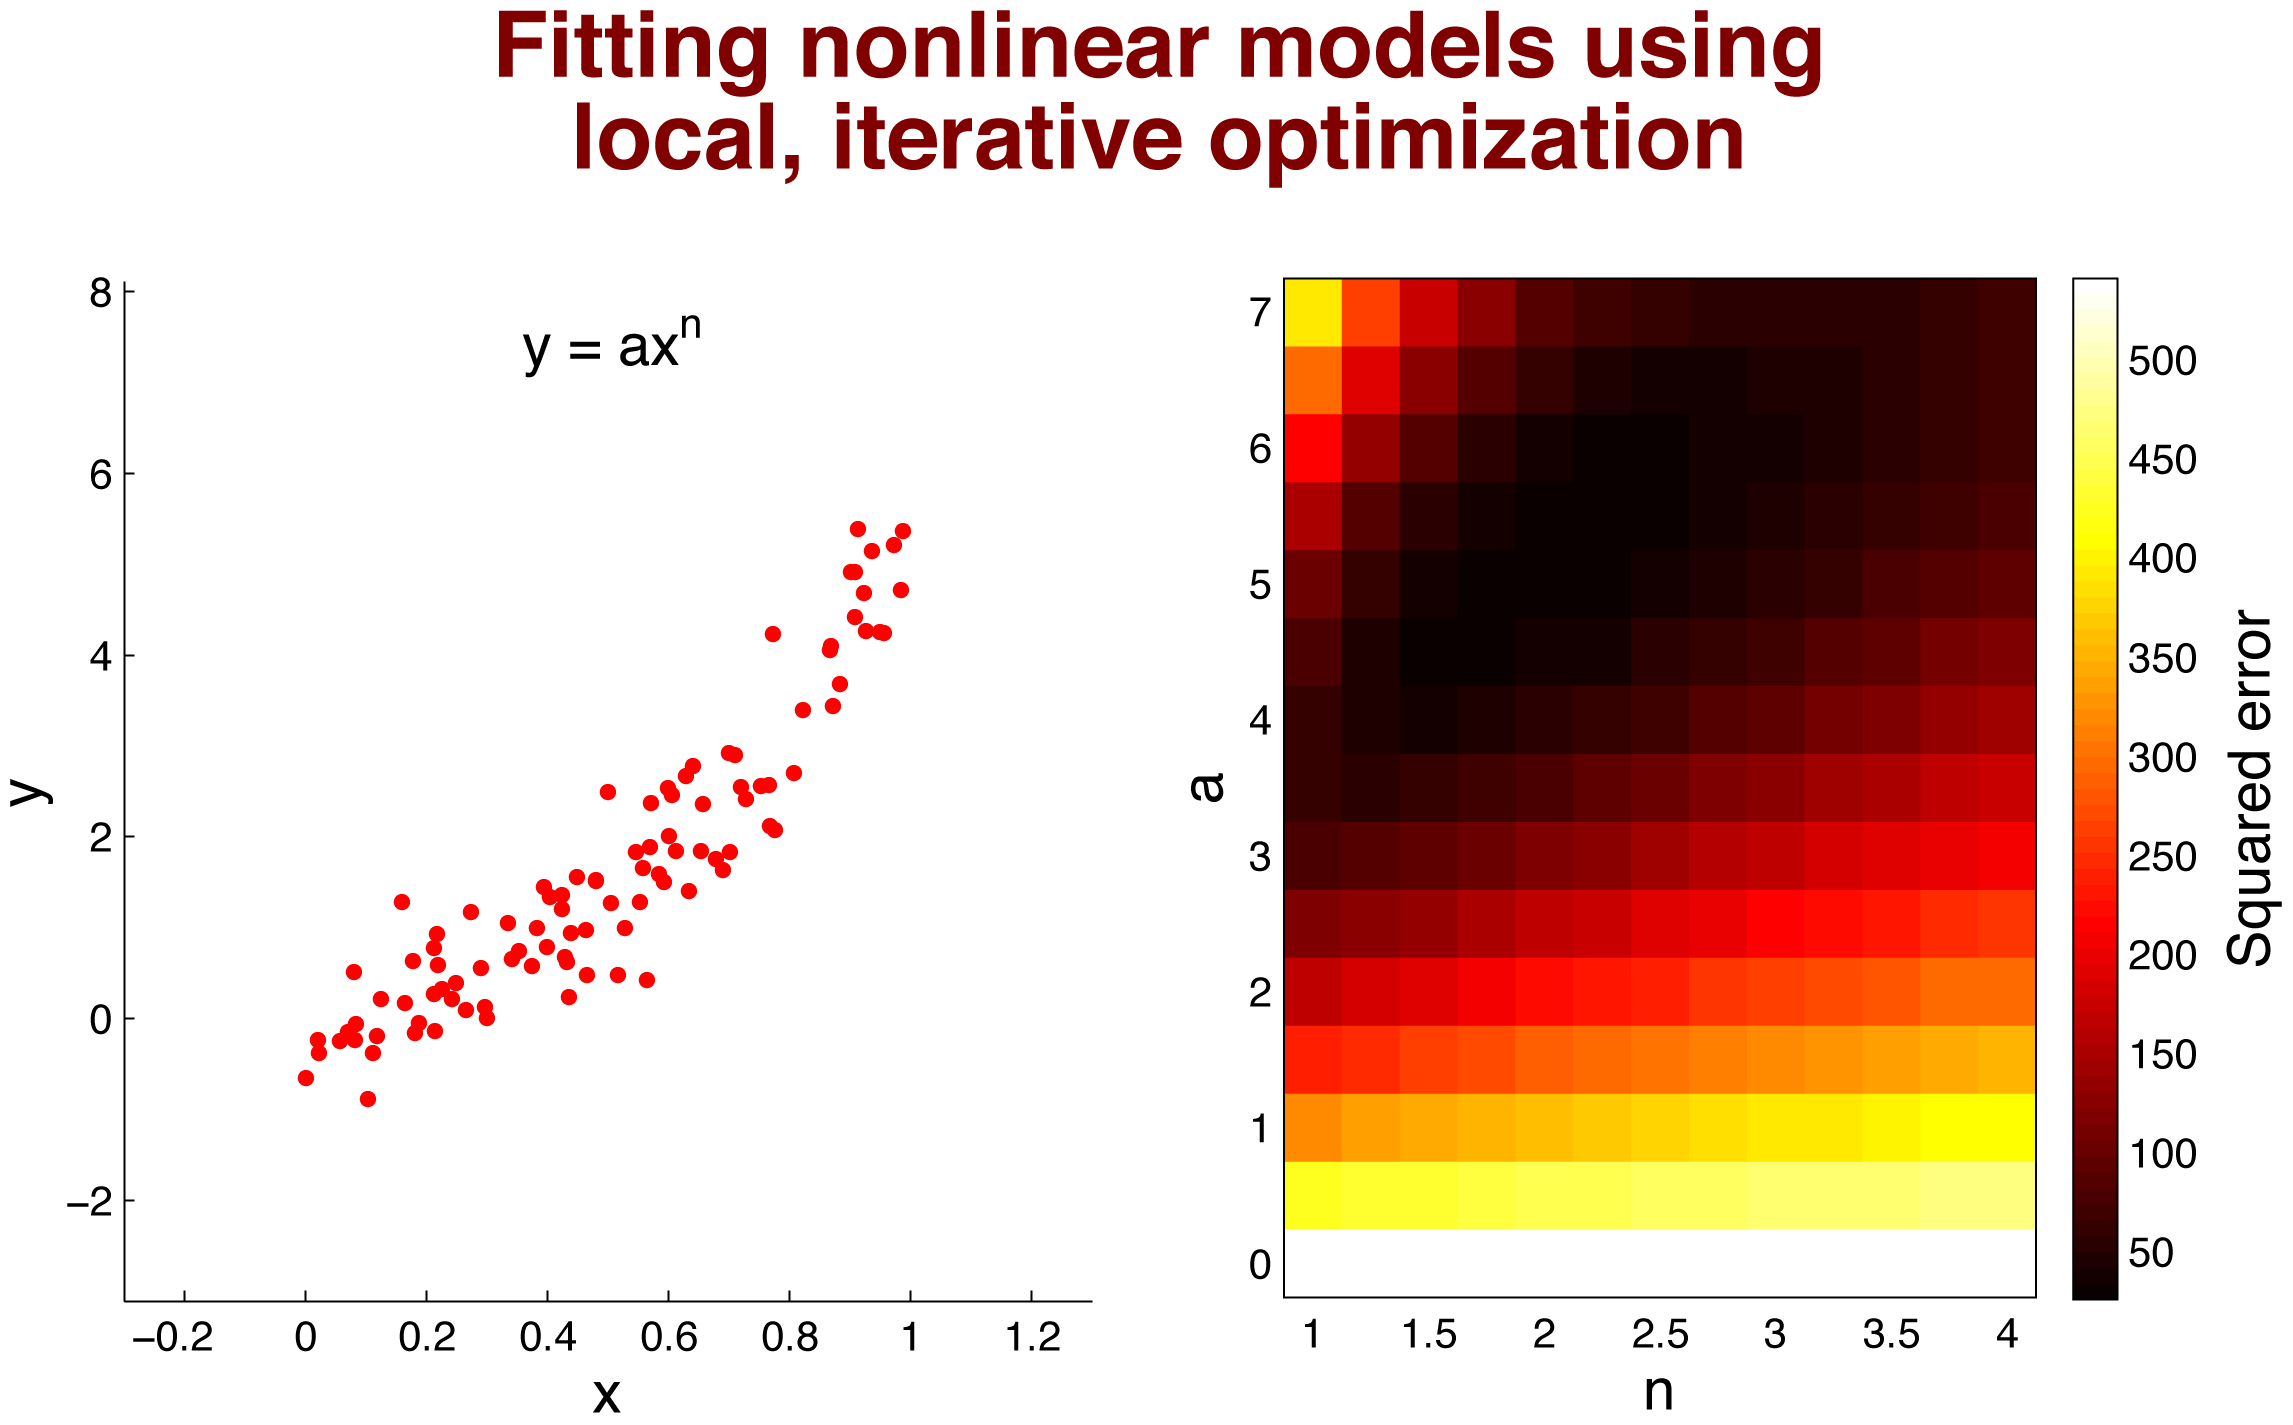 Fitting nonlinear models using
local, iterative optimization
y = axⁿ
8
6
4
2
0
−2
y
−0.2 0 0.2 0.4 0.6 0.8 1 1.2
x
7
6
5
4
3
2
1
0
a
1 1.5 2 2.5 3 3.5 4
n
500
450
400
350
300
250
200
150
100
50
Squared error